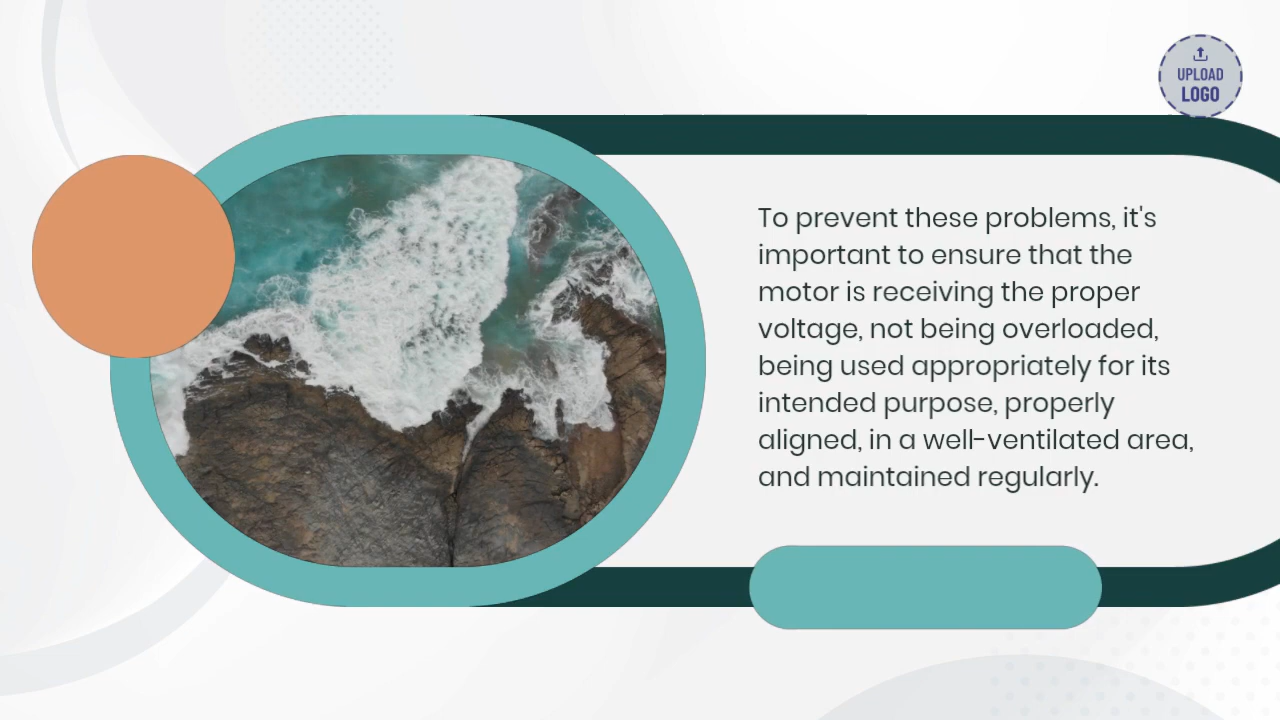 UPLOAD
LOGO
To prevent these problems, it's
important to ensure that the
motor is receiving the proper
voltage, not being overloaded,
being used appropriately for its
intended purpose, properly
aligned, in a well-ventilated area,
and maintained regularly.